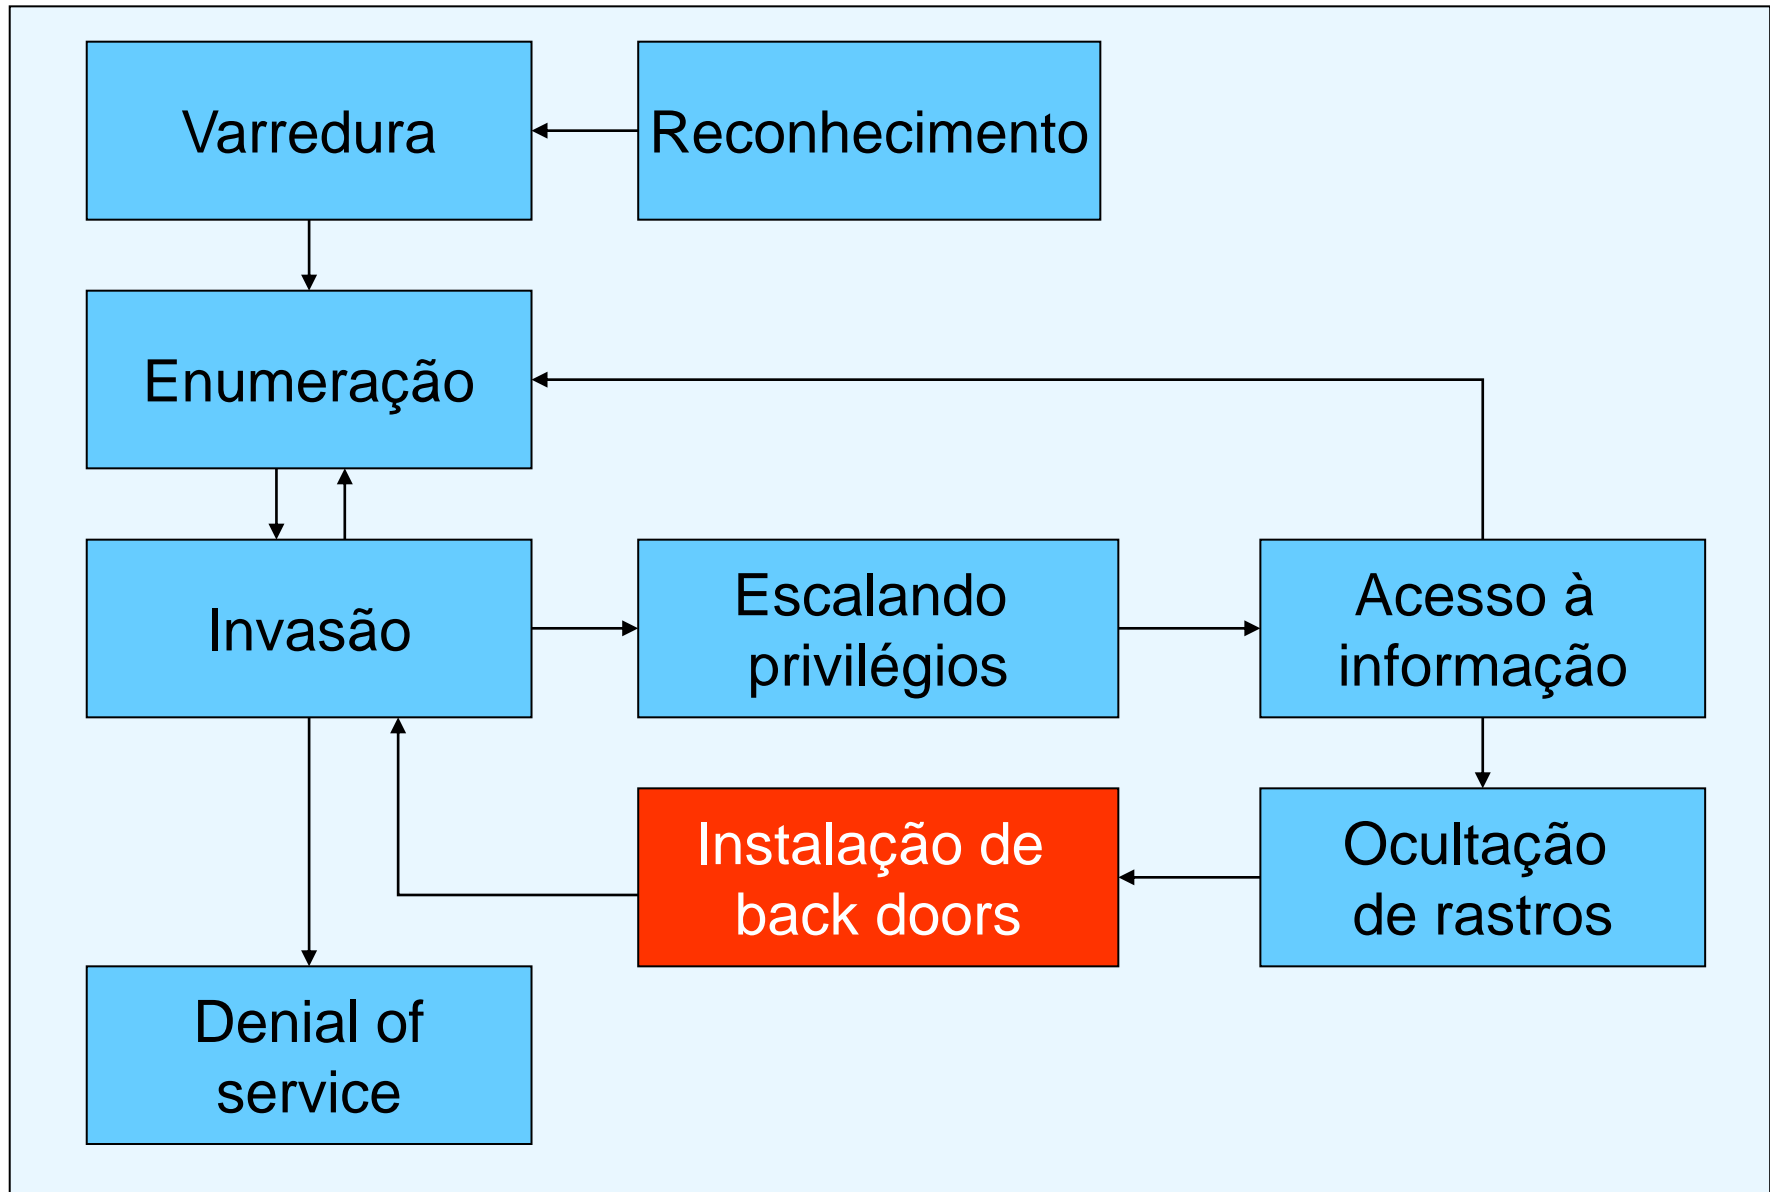 Varredura
Reconhecimento
Enumeração
Invasão
Escalando
privilégios
Acesso à
informação
Instalação de
back doors
Ocultação
de rastros
Denial of
service